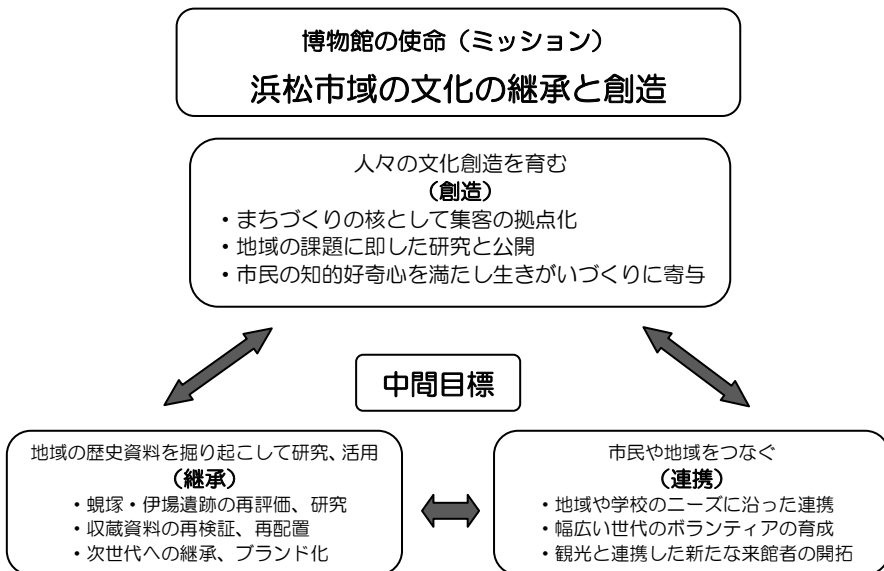 博物館の使命（ミッション）
浜松市域の文化の継承と創造
人々の文化創造を育む
（創造）
・まちづくりの核として集客の拠点化
・地域の課題に即した研究と公開
・市民の知的好奇心を満たし生きがいづくりに寄与
中間目標
地域の歴史資料を掘り起こして研究、活用
（継承）
・蜆塚・伊場遺跡の再評価、研究
・収蔵資料の再検証、再配置
・次世代への継承、ブランド化
市民や地域をつなぐ
（連携）
・地域や学校のニーズに沿った連携
・幅広い世代のボランティアの育成
・観光と連携した新たな来館者の開拓